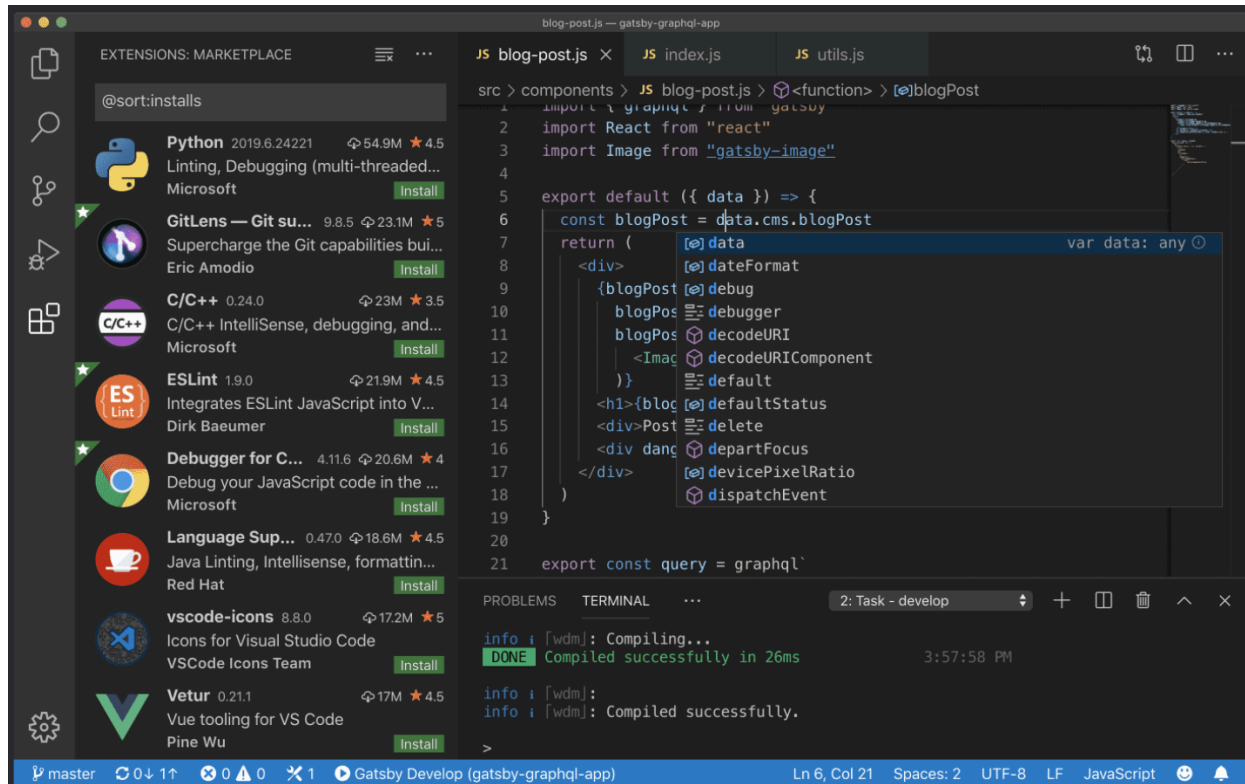 blog-post.js — gatsby-graphql-app
EXTENSIONS: MARKETPLACE
@sort:installs
Python 2019.6.24221 54.9M 4.5
Linting, Debugging (multi-threaded...
Microsoft Install
GitLens — Git su... 9.8.5 23.1M 5
Supercharge the Git capabilities bui...
Eric Amodio Install
C/C++
C/C++ 0.24.0 23M 3.5
C/C++ IntelliSense, debugging, and...
Microsoft Install
ES
Lint
ESLint 1.9.0 21.9M 4.5
Integrates ESLint JavaScript into V...
Dirk Baeumer Install
Debugger for C... 4.11.6 20.6M 4
Debug your JavaScript code in the ...
Microsoft Install
Language Sup... 0.47.0 18.6M 4.5
Java Linting, Intellisense, formattin...
Red Hat Install
vscode-icons 8.8.0 17.2M 5
Icons for Visual Studio Code
VSCode Icons Team Install
Vetur 0.21.1 17M 4.5
Vue tooling for VS Code
Pine Wu Install
JS blog-post.js × JS index.js JS utils.js
src > components > JS blog-post.js > <function> > blogPost
1 import { graphql } from "gatsby"
2 import React from "react"
3 import Image from "gatsby-image"
4
5 export default ({ data }) => {
6 const blogPost = data.cms.blogPost
7 return (
8 <div>
9 {blogPost
10 blogPos
11 blogPos
12 <Imag
13 )}
14 <h1>{blog
15 <div>Post
16 <div dang
17 </div>
18 )
19 }
20
21 export const query = graphql`
data var data: any
dateFormat
debug
debugger
decodeURI
decodeURIComponent
default
defaultStatus
delete
departFocus
devicePixelRatio
dispatchEvent
PROBLEMS TERMINAL ... 2: Task - develop
info i ｢wdm｣: Compiling...
DONE Compiled successfully in 26ms 3:57:58 PM
info i ｢wdm｣:
info i ｢wdm｣: Compiled successfully.
>
master 0↓ 1↑ 0 0 1 Gatsby Develop (gatsby-graphql-app) Ln 6, Col 21 Spaces: 2 UTF-8 LF JavaScript